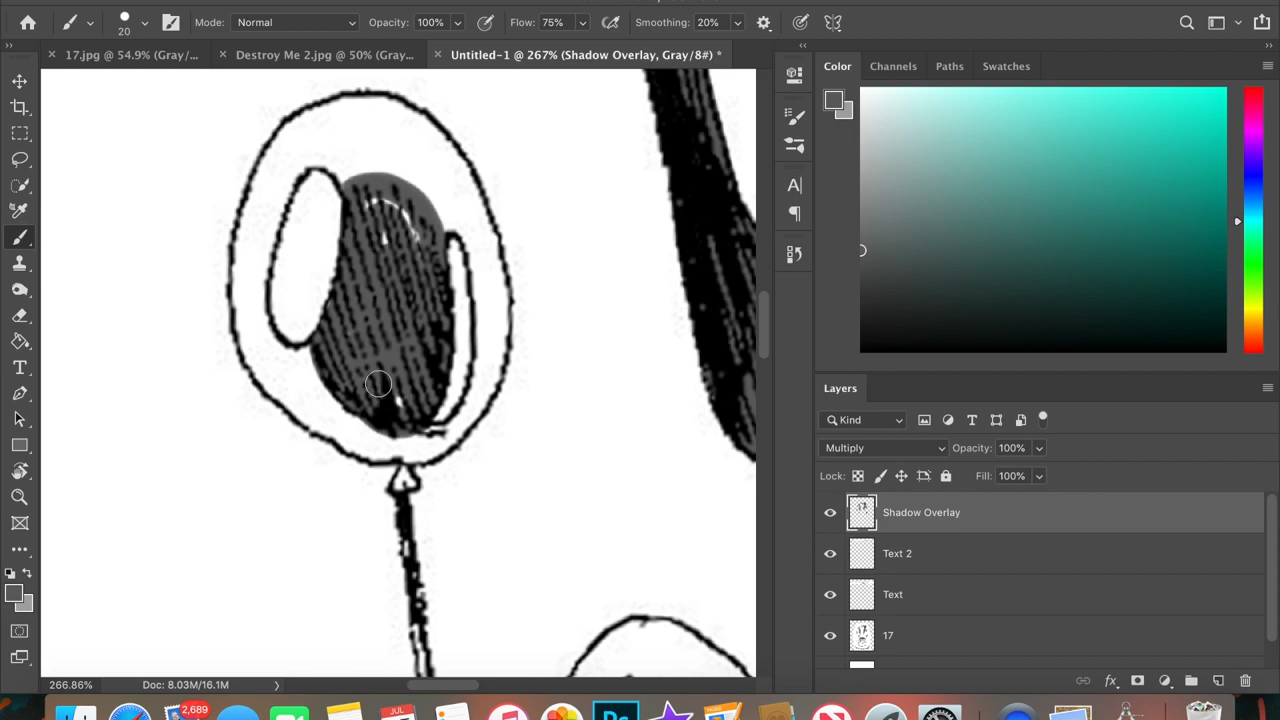 20 Mode: Normal Opacity: 100% Flow: 75% Smoothing: 20%
17.jpg @ 54.9% (Gray/... Destroy Me 2.jpg @ 50% (Gray... Untitled-1 @ 267% (Shadow Overlay, Gray/8#) *
Color Channels Paths Swatches
Layers
Kind
Multiply Opacity: 100%
Lock: Fill: 100%
Shadow Overlay
Text 2
Text
17
266.86% Doc: 8.03M/16.1M
2,689
JUL
Ps